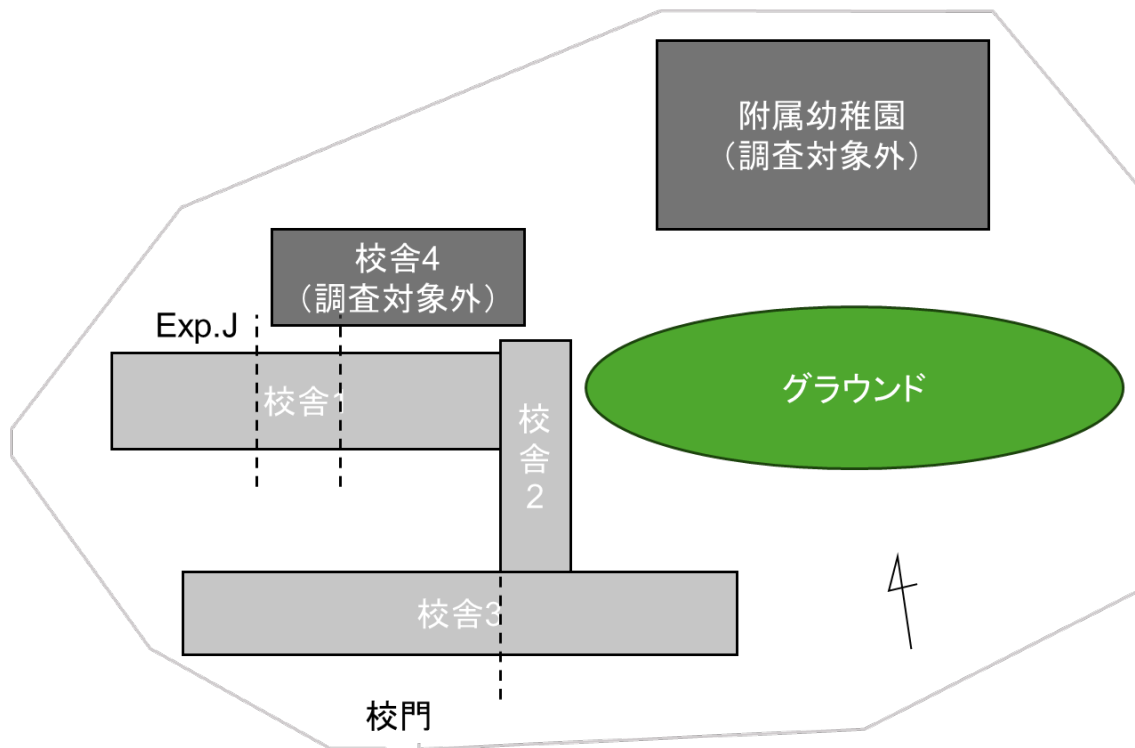 附属幼稚園
（調査対象外）
校舎4
（調査対象外）
Exp.J
校舎1
グラウンド
校舎2
校舎3
校門